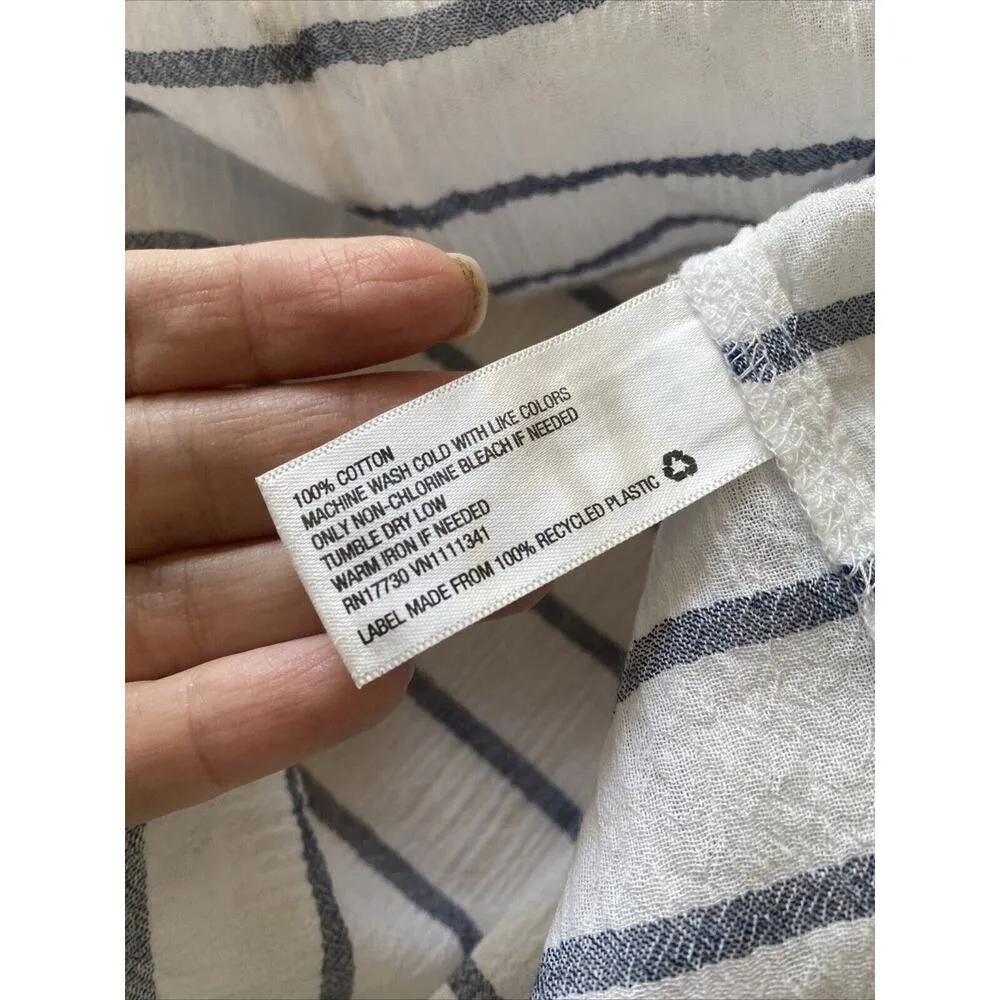 100% COTTON
MACHINE WASH COLD WITH LIKE COLORS
ONLY NON-CHLORINE BLEACH IF NEEDED
TUMBLE DRY LOW
WARM IRON IF NEEDED
RN17730 VN1111341
LABEL MADE FROM 100% RECYCLED PLASTIC